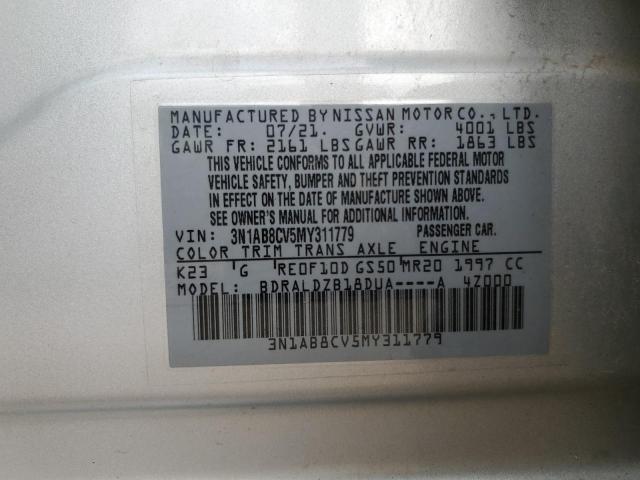 MANUFACTURED BY NISSAN MOTOR CO., LTD.
DATE: 07/21. GVWR: 4001 LBS
GAWR FR: 2161 LBS GAWR RR: 1863 LBS
THIS VEHICLE CONFORMS TO ALL APPLICABLE FEDERAL MOTOR
VEHICLE SAFETY, BUMPER AND THEFT PREVENTION STANDARDS
IN EFFECT ON THE DATE OF MANUFACTURE SHOWN ABOVE.
SEE OWNER'S MANUAL FOR ADDITIONAL INFORMATION.
VIN: 3N1AB8CV5MY311779 PASSENGER CAR.
COLOR TRIM TRANS AXLE ENGINE
K23 G RE0F10D GS50 MR20 1997 CC
MODEL: BDRALDZB18DUA----A 4Z000
3N1AB8CV5MY311779